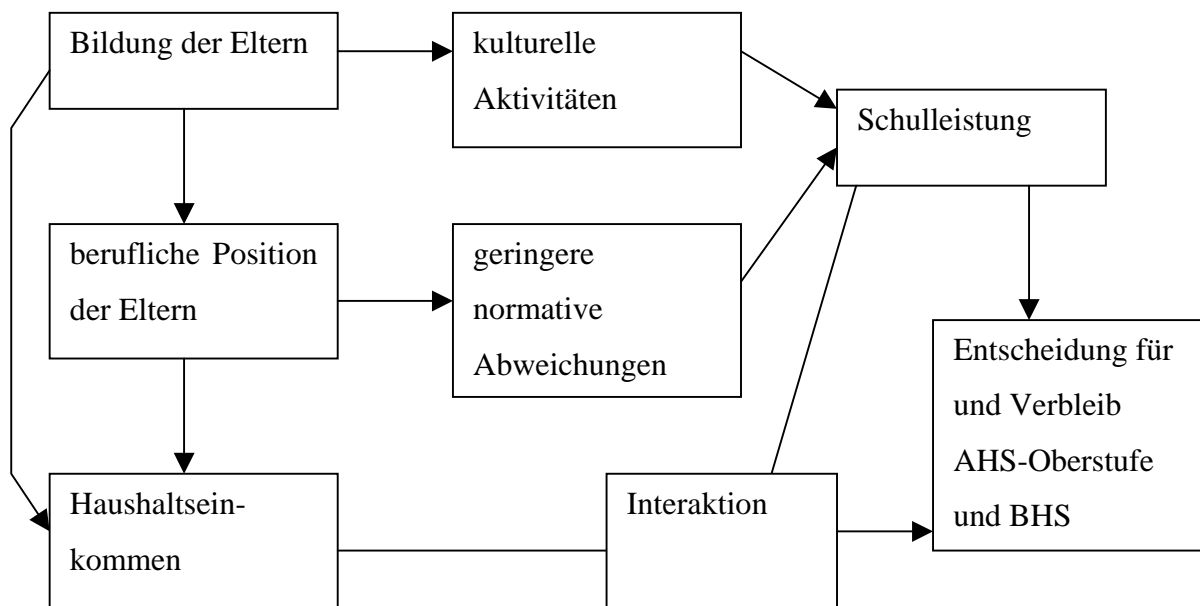 Bildung der Eltern
kulturelle
Aktivitäten
Schulleistung
berufliche Position
der Eltern
geringere
normative
Abweichungen
Entscheidung für
und Verbleib
AHS-Oberstufe
und BHS
Haushaltsein-
kommen
Interaktion